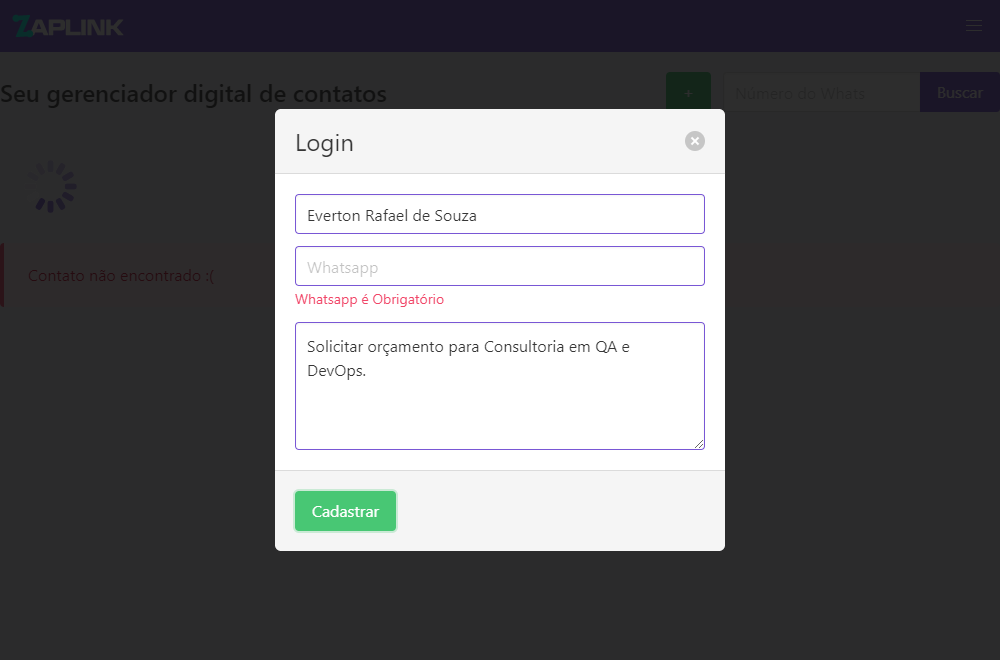 ZAPLINK
Seu gerenciador digital de contatos
+
Número do Whats
Buscar
Contato não encontrado :(
Login
Everton Rafael de Souza
Whatsapp
Whatsapp é Obrigatório
Solicitar orçamento para Consultoria em QA e
DevOps.
Cadastrar